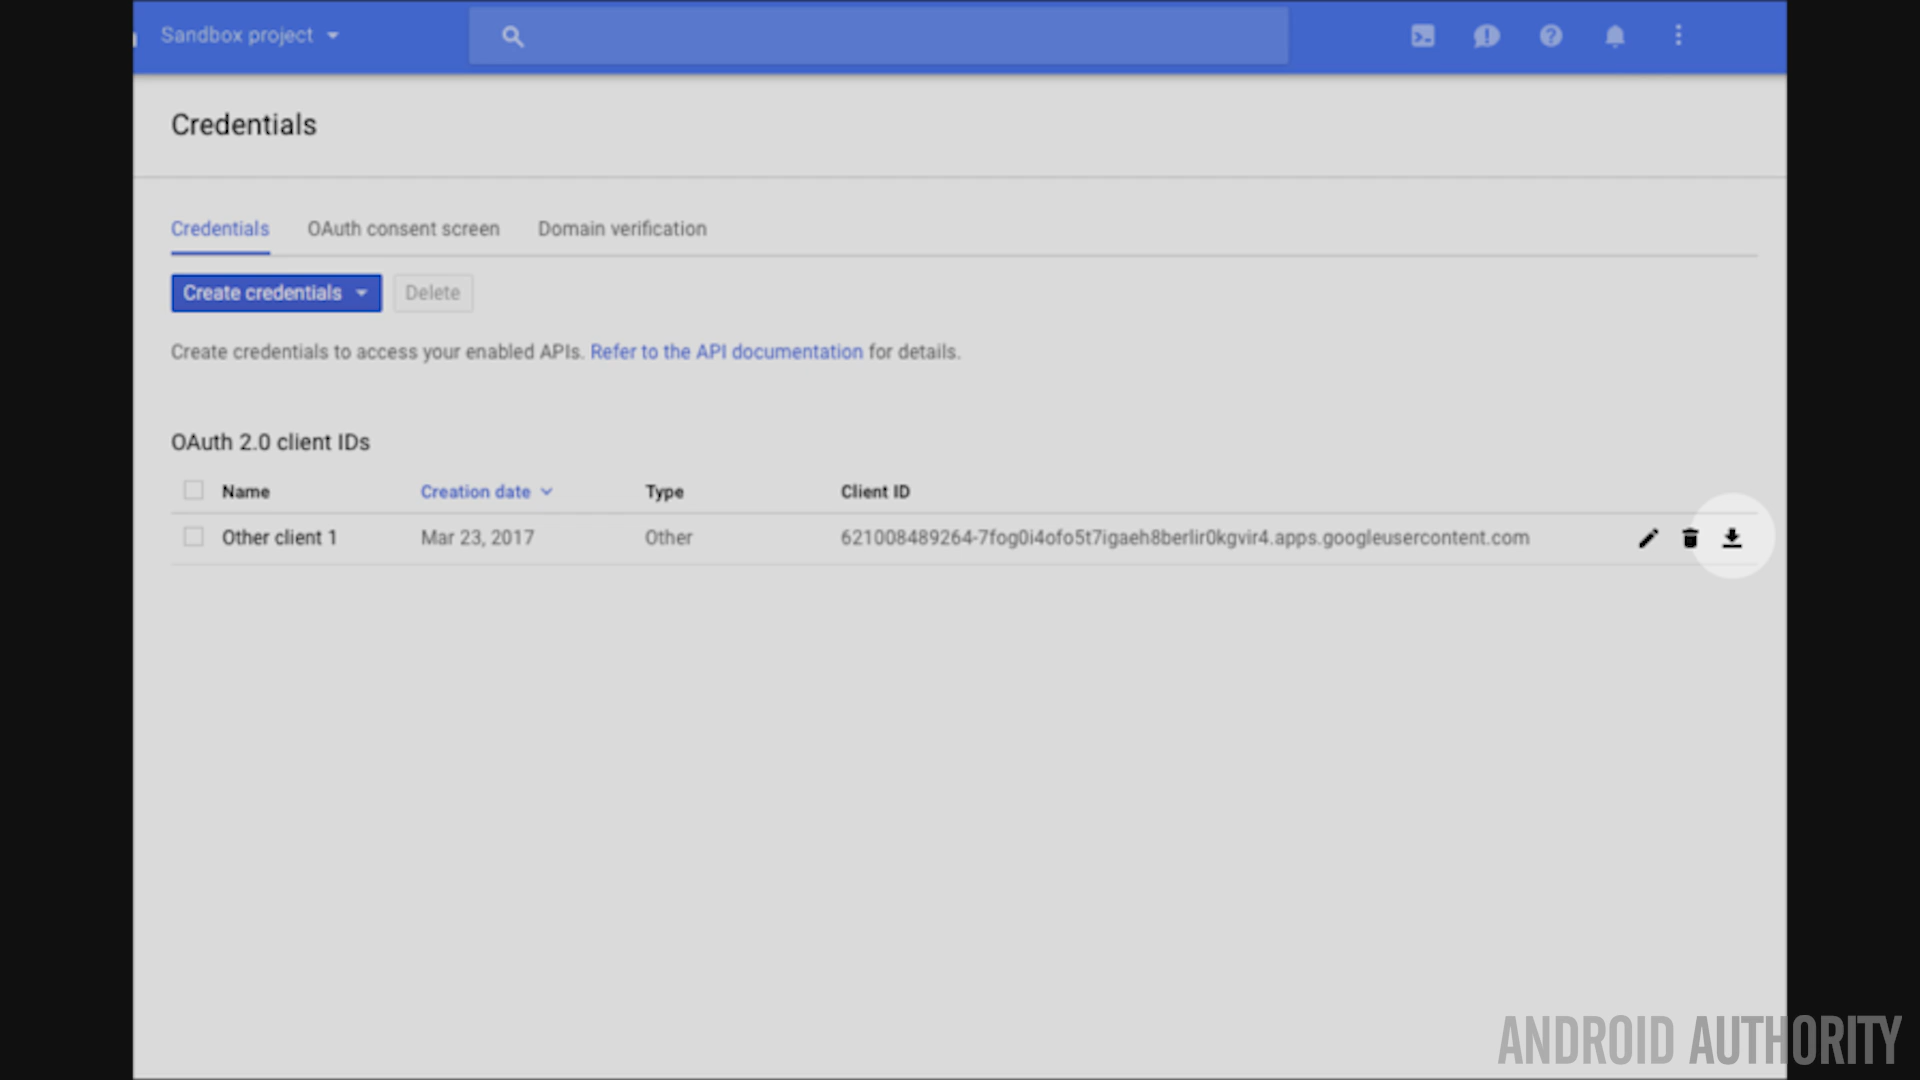 Sandbox project
Credentials
Credentials OAuth consent screen Domain verification
Create credentials Delete
Create credentials to access your enabled APIs. Refer to the API documentation for details.
OAuth 2.0 client IDs
Name Creation date Type Client ID
Other client 1 Mar 23, 2017 Other 621008489264-7fog0i4ofo5t7igaeh8berlir0kgvir4.apps.googleusercontent.com
ANDROID AUTHORITY